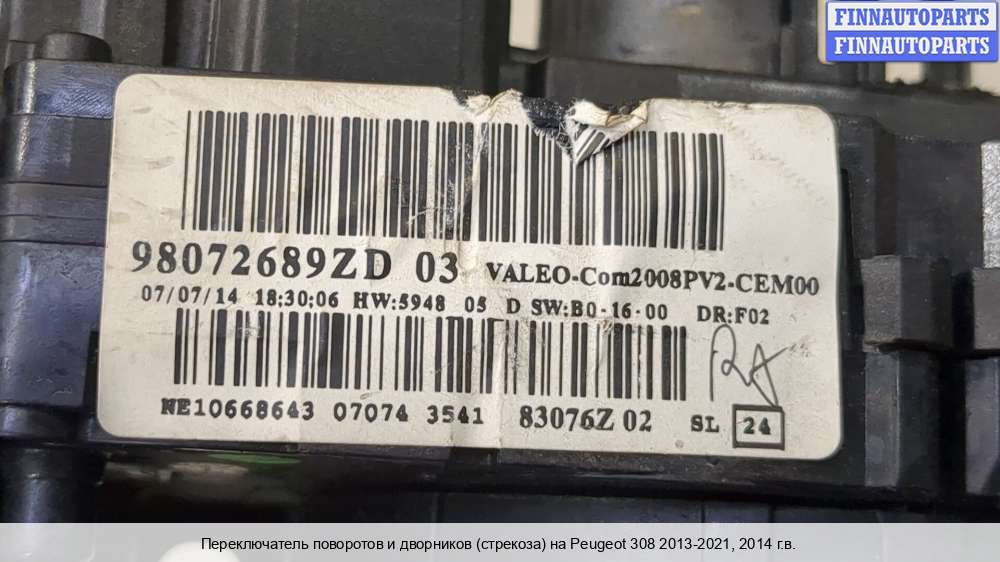 FINNAUTOPARTS
FINNAUTOPARTS
98072689ZD 03 VALEO-Com2008PV2-CEM00
07/07/14 18:30:06 HW:5948 05 D SW:B0-16-00 DR:F02
NE10668643 07074 3541 83076Z 02 SL 24
Переключатель поворотов и дворников (стрекоза) на Peugeot 308 2013-2021, 2014 г.в.